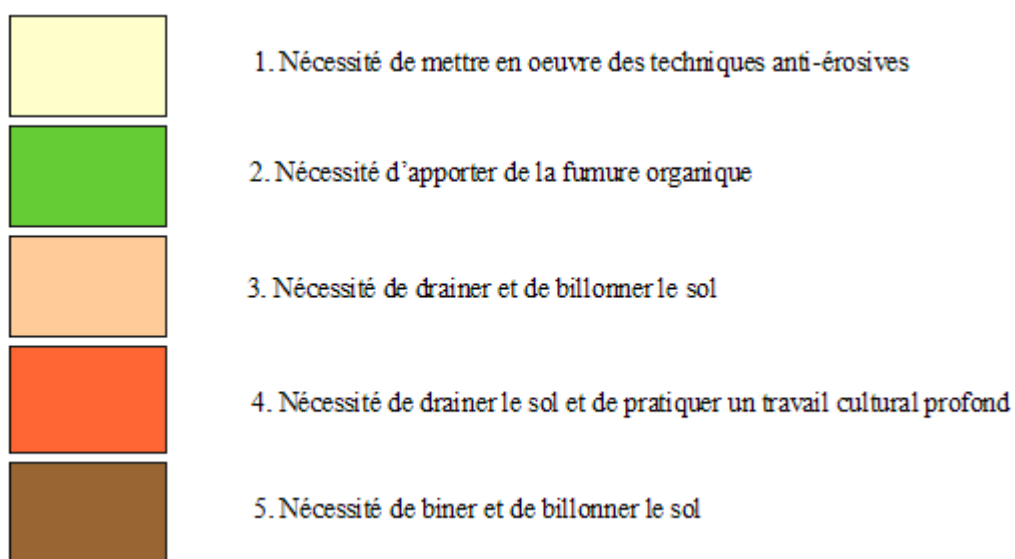 1. Nécessité de mettre en oeuvre des techniques anti-érosives
2. Nécessité d'apporter de la fumure organique
3. Nécessité de drainer et de billonner le sol
4. Nécessité de drainer le sol et de pratiquer un travail cultural profond
5. Nécessité de biner et de billonner le sol